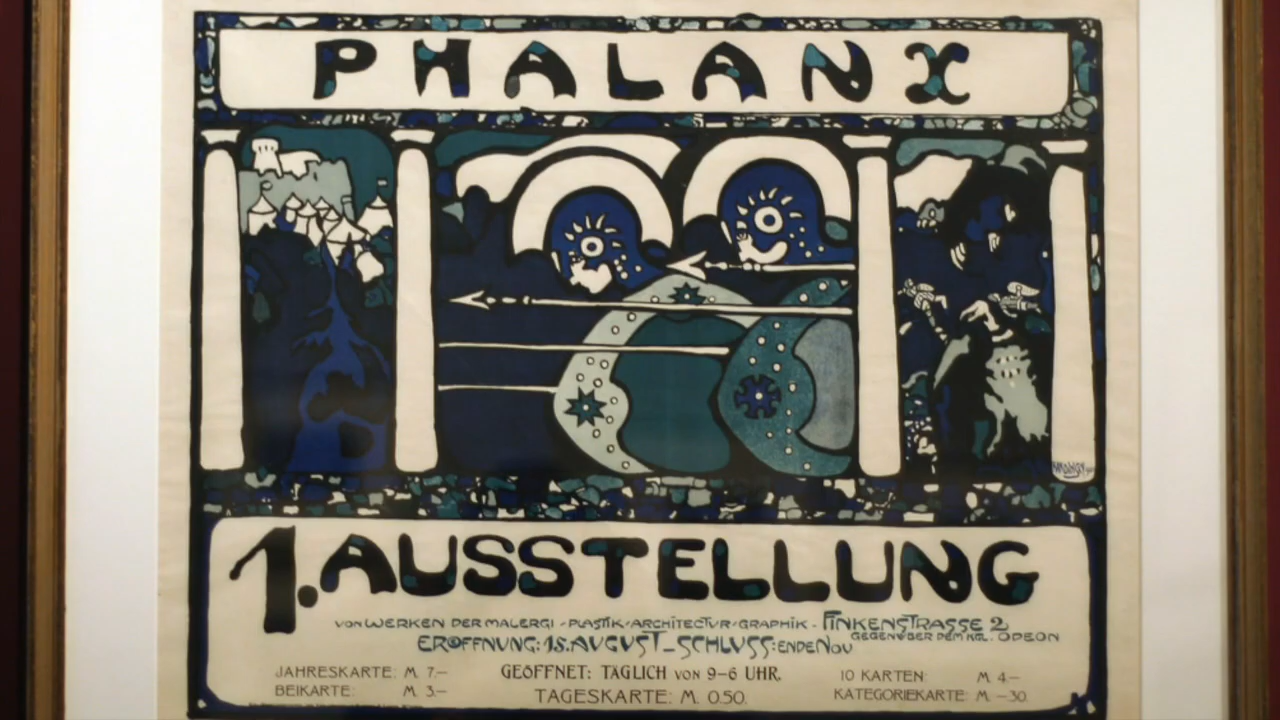 PHALANX
1. AUSSTELLUNG
VON WERKEN DER MALEREI - PLASTIK - ARCHITECTUR - GRAPHIK - FINKENSTRASSE 2
GEGENÜBER DEM KGL. ODEON
ERÖFFNUNG: 15. AUGUST - SCHLUSS: ENDE NOV
JAHRESKARTE: M. 7.— GEÖFFNET: TÄGLICH VON 9–6 UHR. 10 KARTEN: M 4.—
BEIKARTE: M. 3.— TAGESKARTE: M. 0.50. KATEGORIEKARTE: M. —30.